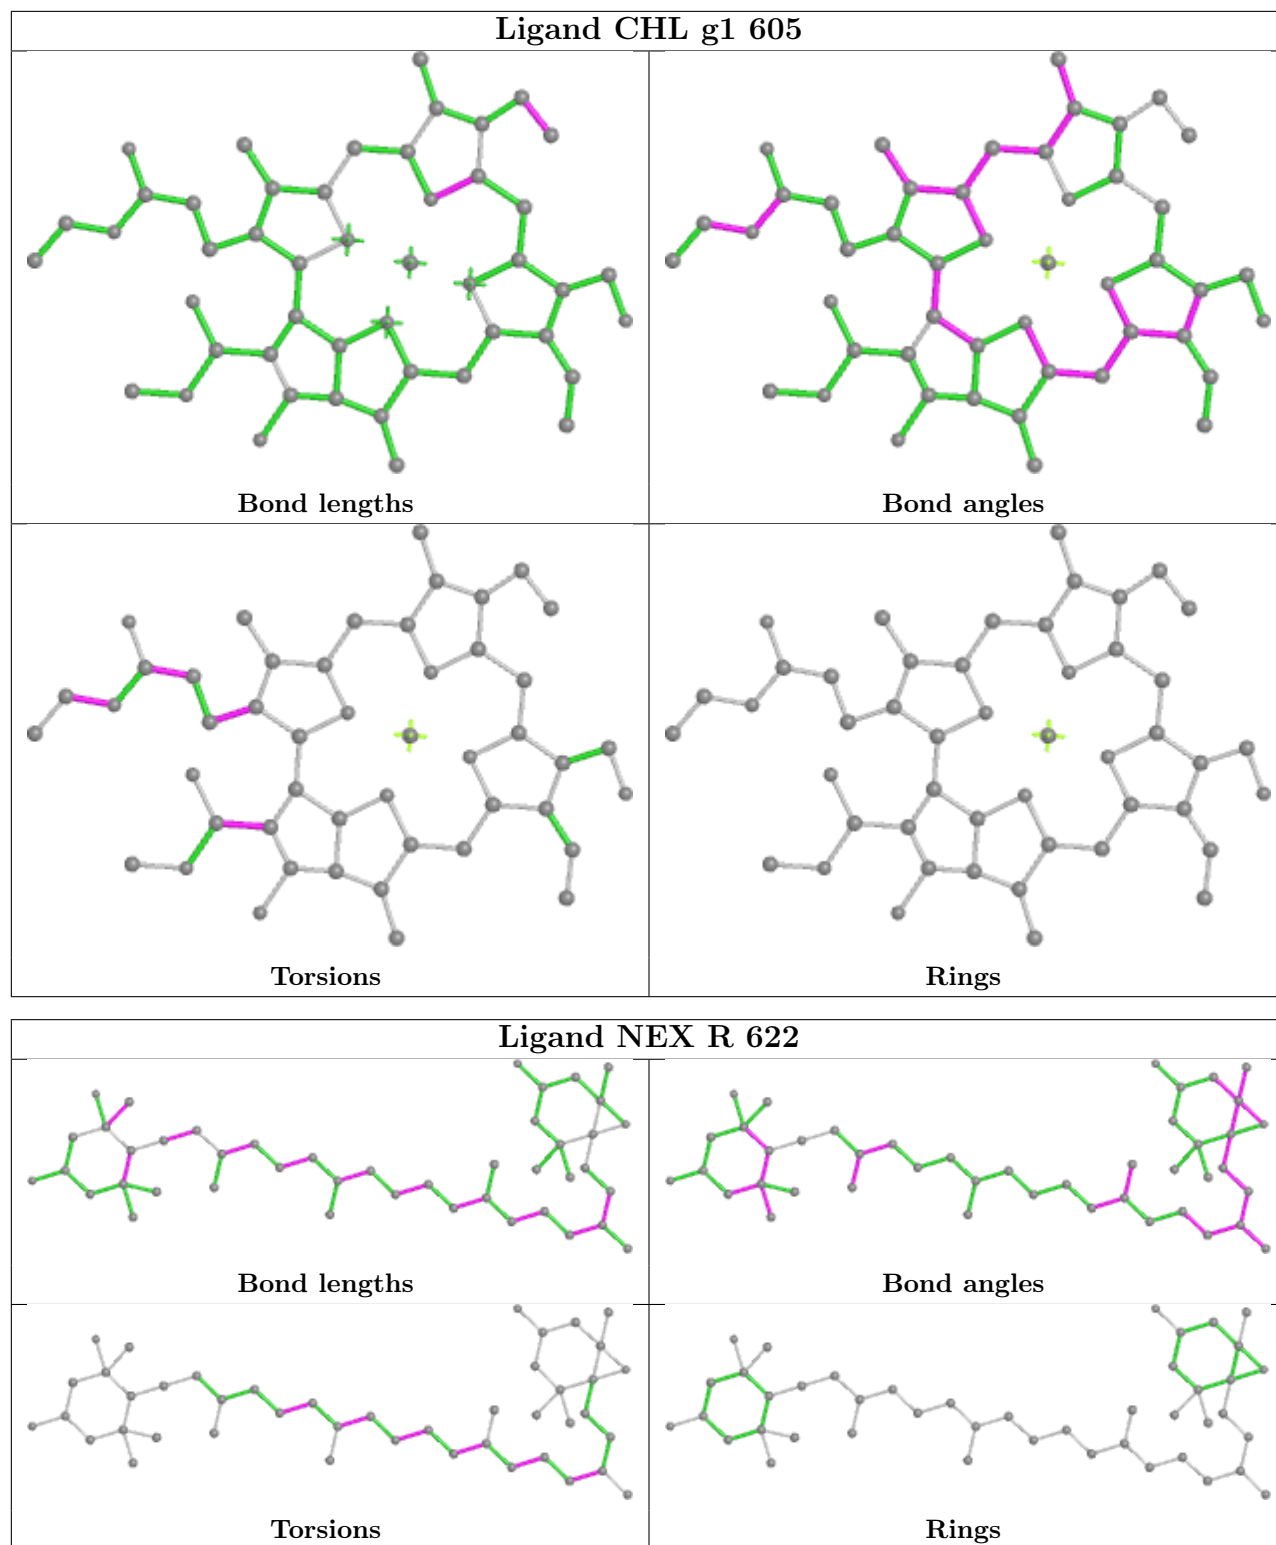 Ligand CHL g1 605
Bond lengths
Bond angles
Torsions
Rings
Ligand NEX R 622
Bond lengths
Bond angles
Torsions
Rings